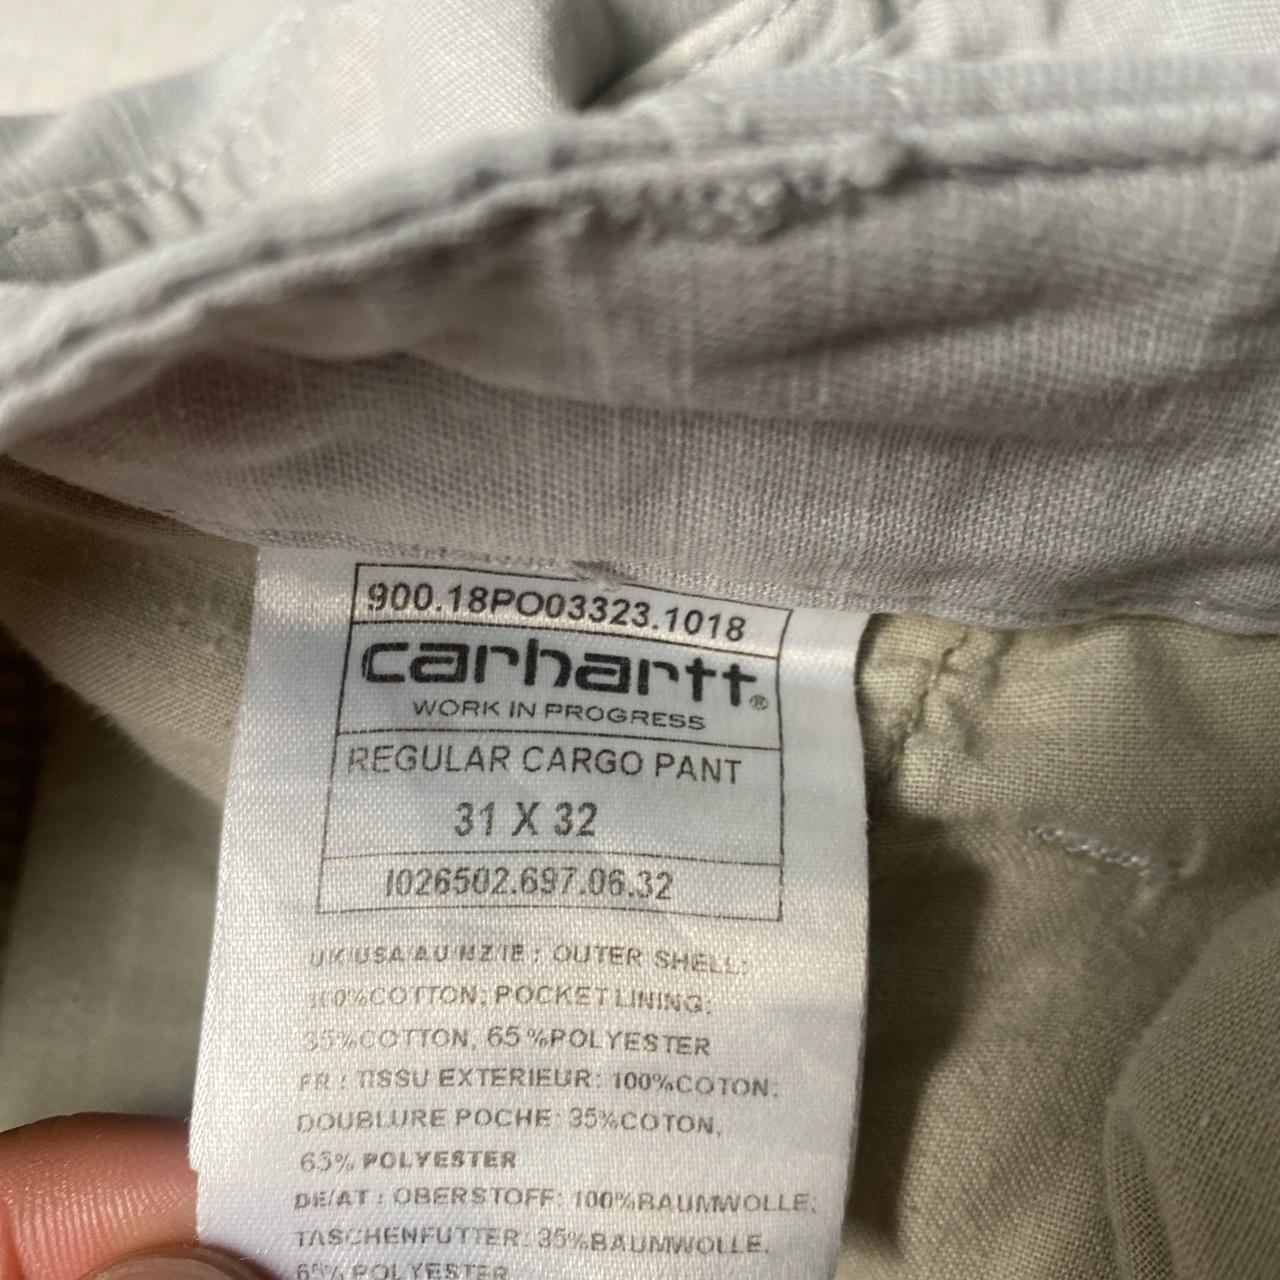 900.18PO03323.1018
carhartt®
WORK IN PROGRESS
REGULAR CARGO PANT
31 X 32
I026502.697.06.32
UK/USA/AU/NZ/IE : OUTER SHELL:
100%COTTON; POCKET LINING:
35%COTTON, 65%POLYESTER
FR : TISSU EXTERIEUR: 100%COTON;
DOUBLURE POCHE: 35%COTON,
65% POLYESTER
DE/AT : OBERSTOFF: 100%BAUMWOLLE;
TASCHENFUTTER: 35%BAUMWOLLE,
65% POLYESTER